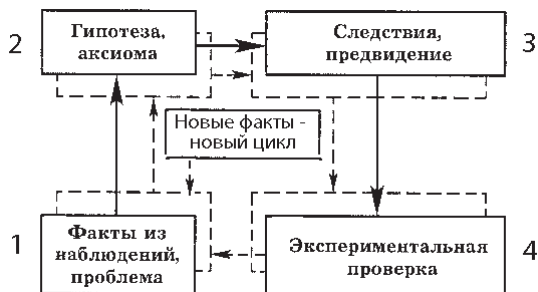 2
Гипотеза,
аксиома
Следствия,
предвидение
3
Новые факты -
новый цикл
1
Факты из
наблюдений,
проблема
Экспериментальная
проверка
4